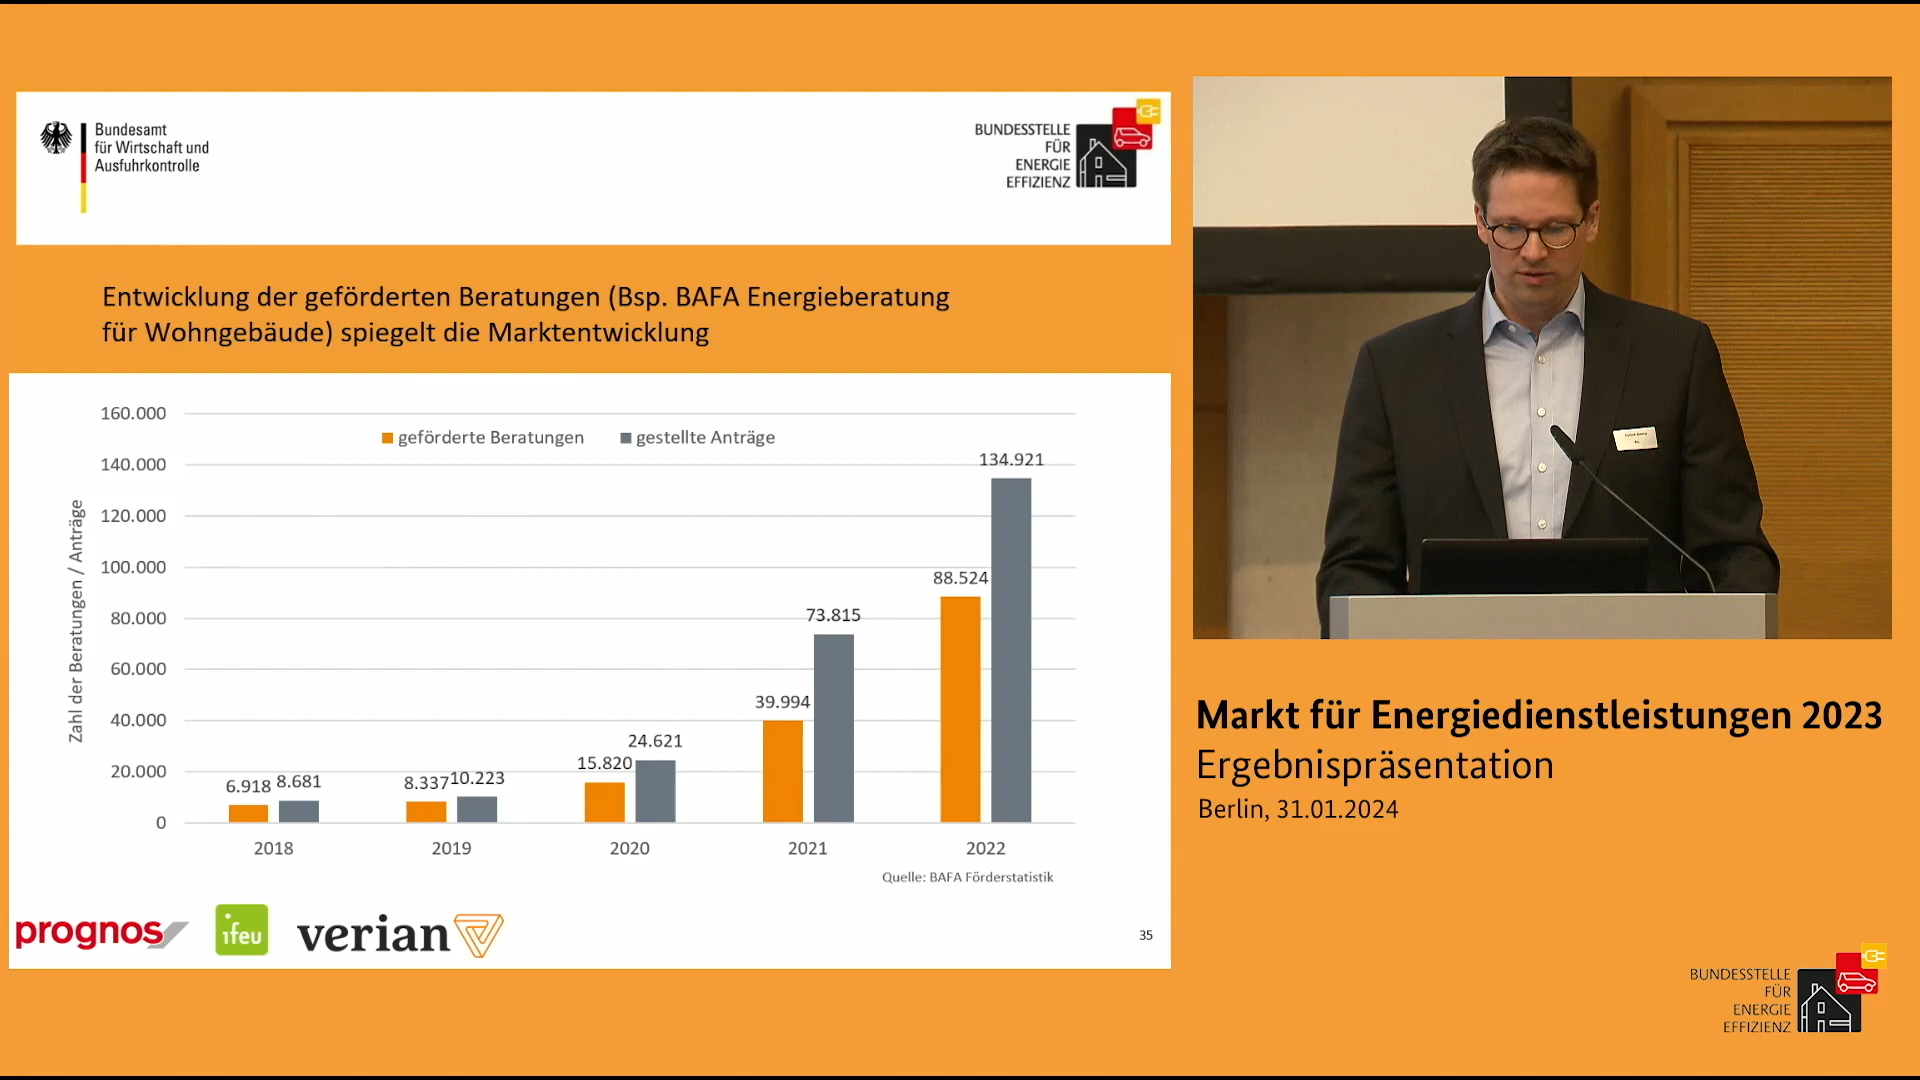 Bundesamt
für Wirtschaft und
Ausfuhrkontrolle
BUNDESSTELLE
FÜR
ENERGIE
EFFIZIENZ
Entwicklung der geförderten Beratungen (Bsp. BAFA Energieberatung
für Wohngebäude) spiegelt die Marktentwicklung
Zahl der Beratungen / Anträge
160.000
140.000
120.000
100.000
80.000
60.000
40.000
20.000
0
geförderte Beratungen
gestellte Anträge
6.918
8.681
8.337
10.223
15.820
24.621
39.994
73.815
88.524
134.921
2018
2019
2020
2021
2022
Quelle: BAFA Förderstatistik
prognos
ifeu
verian
35
Markt für Energiedienstleistungen 2023
Ergebnispräsentation
Berlin, 31.01.2024
BUNDESSTELLE
FÜR
ENERGIE
EFFIZIENZ